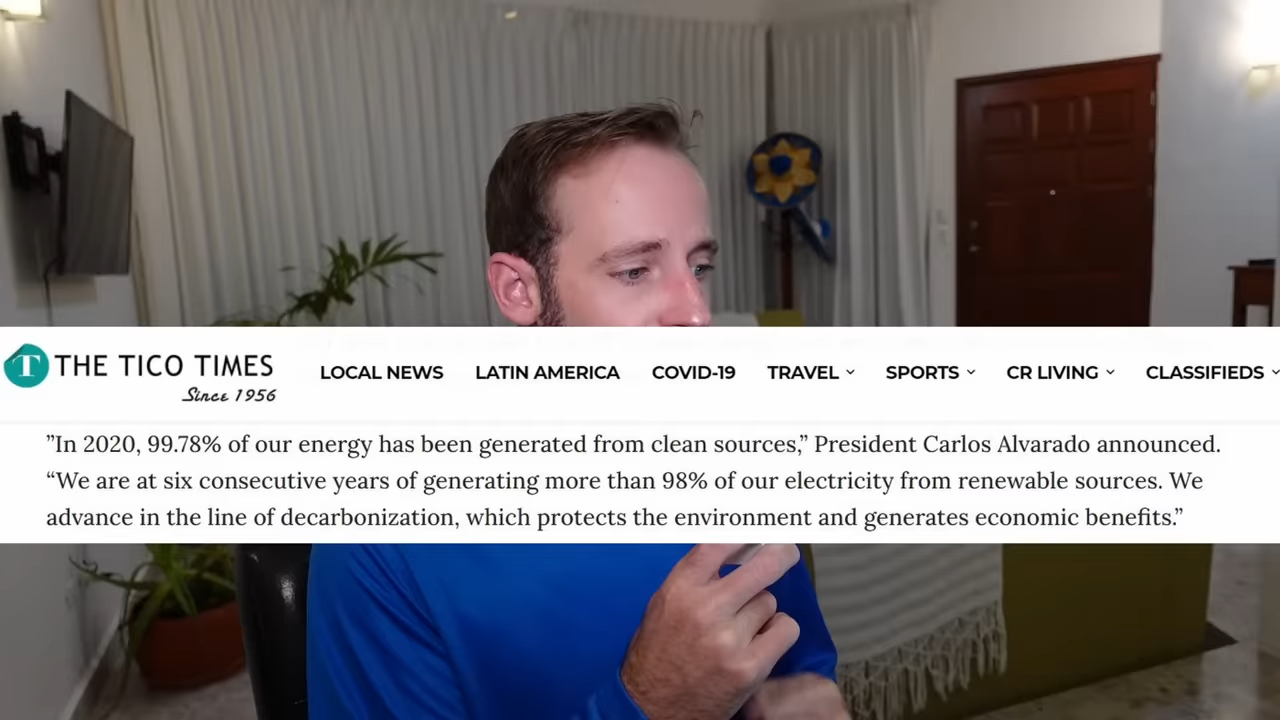 T THE TICO TIMES
Since 1956
LOCAL NEWS LATIN AMERICA COVID-19 TRAVEL SPORTS CR LIVING CLASSIFIEDS
”In 2020, 99.78% of our energy has been generated from clean sources,” President Carlos Alvarado announced.
“We are at six consecutive years of generating more than 98% of our electricity from renewable sources. We
advance in the line of decarbonization, which protects the environment and generates economic benefits.”